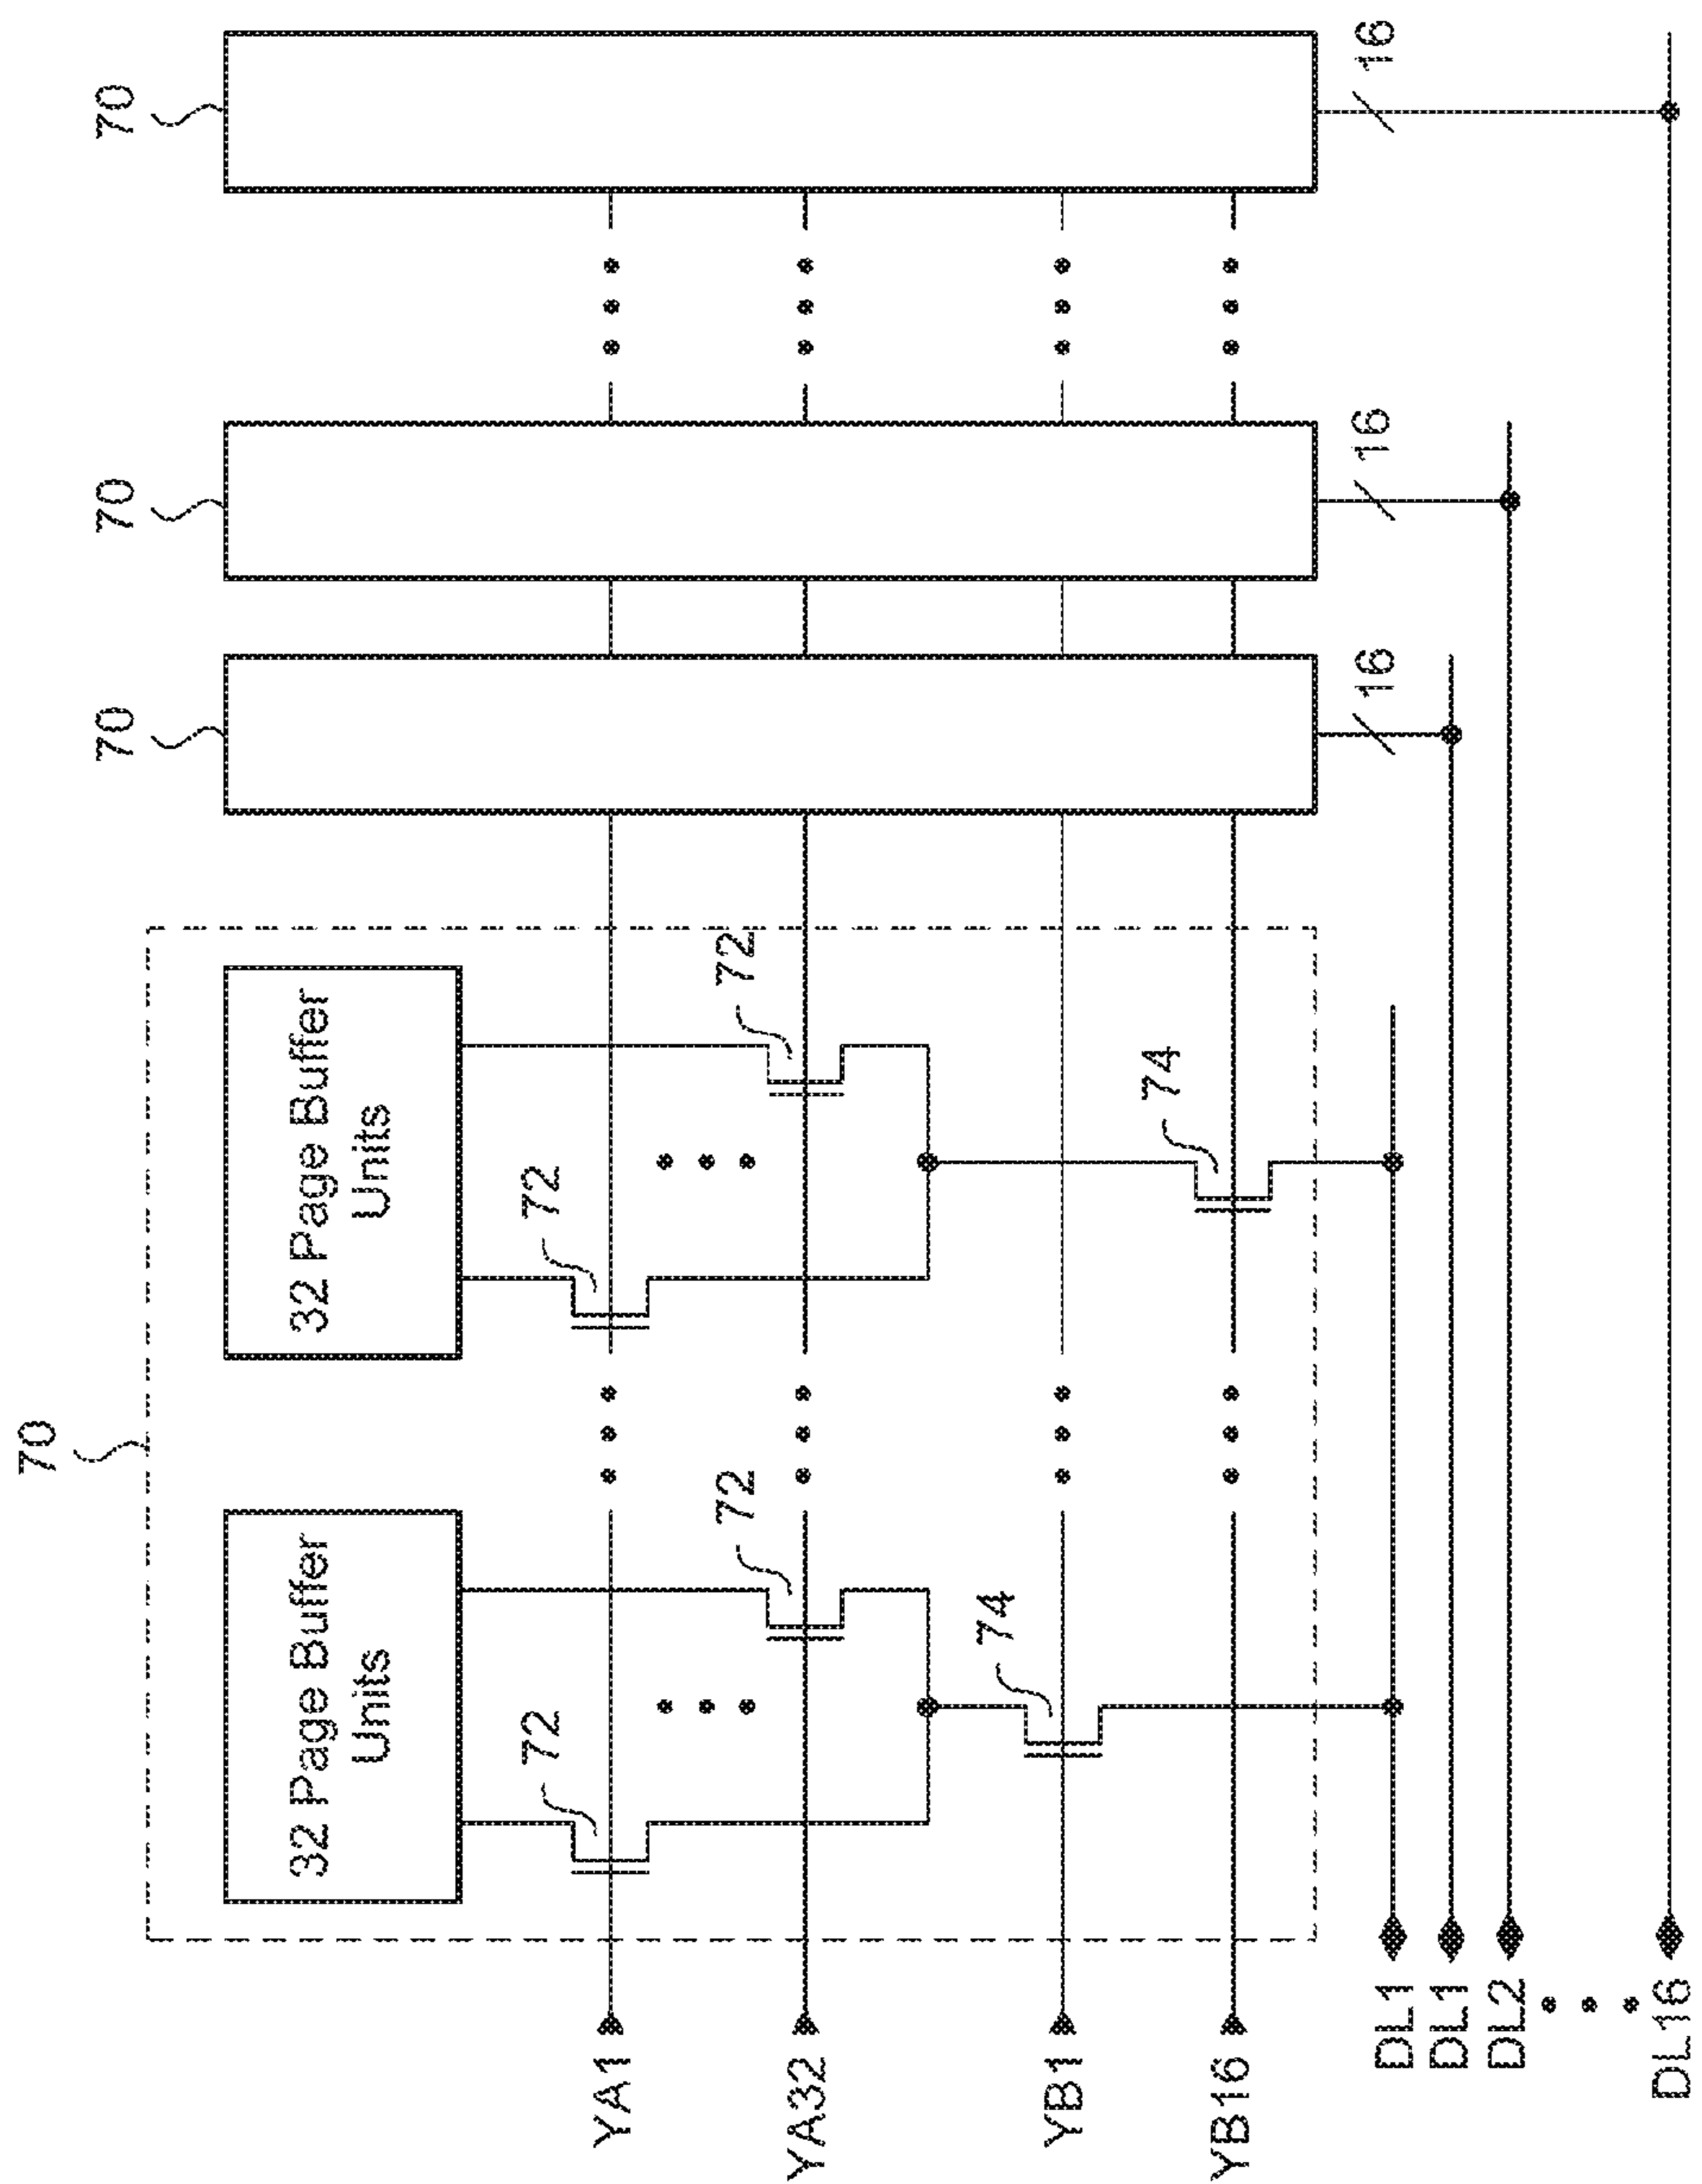 70
70
70
70
32 Page Buffer
Units
32 Page Buffer
Units
72
72
72
72
74
74
YA1
YA32
YB1
YB16
16
16
16
DL1
DL1
DL2
DL16